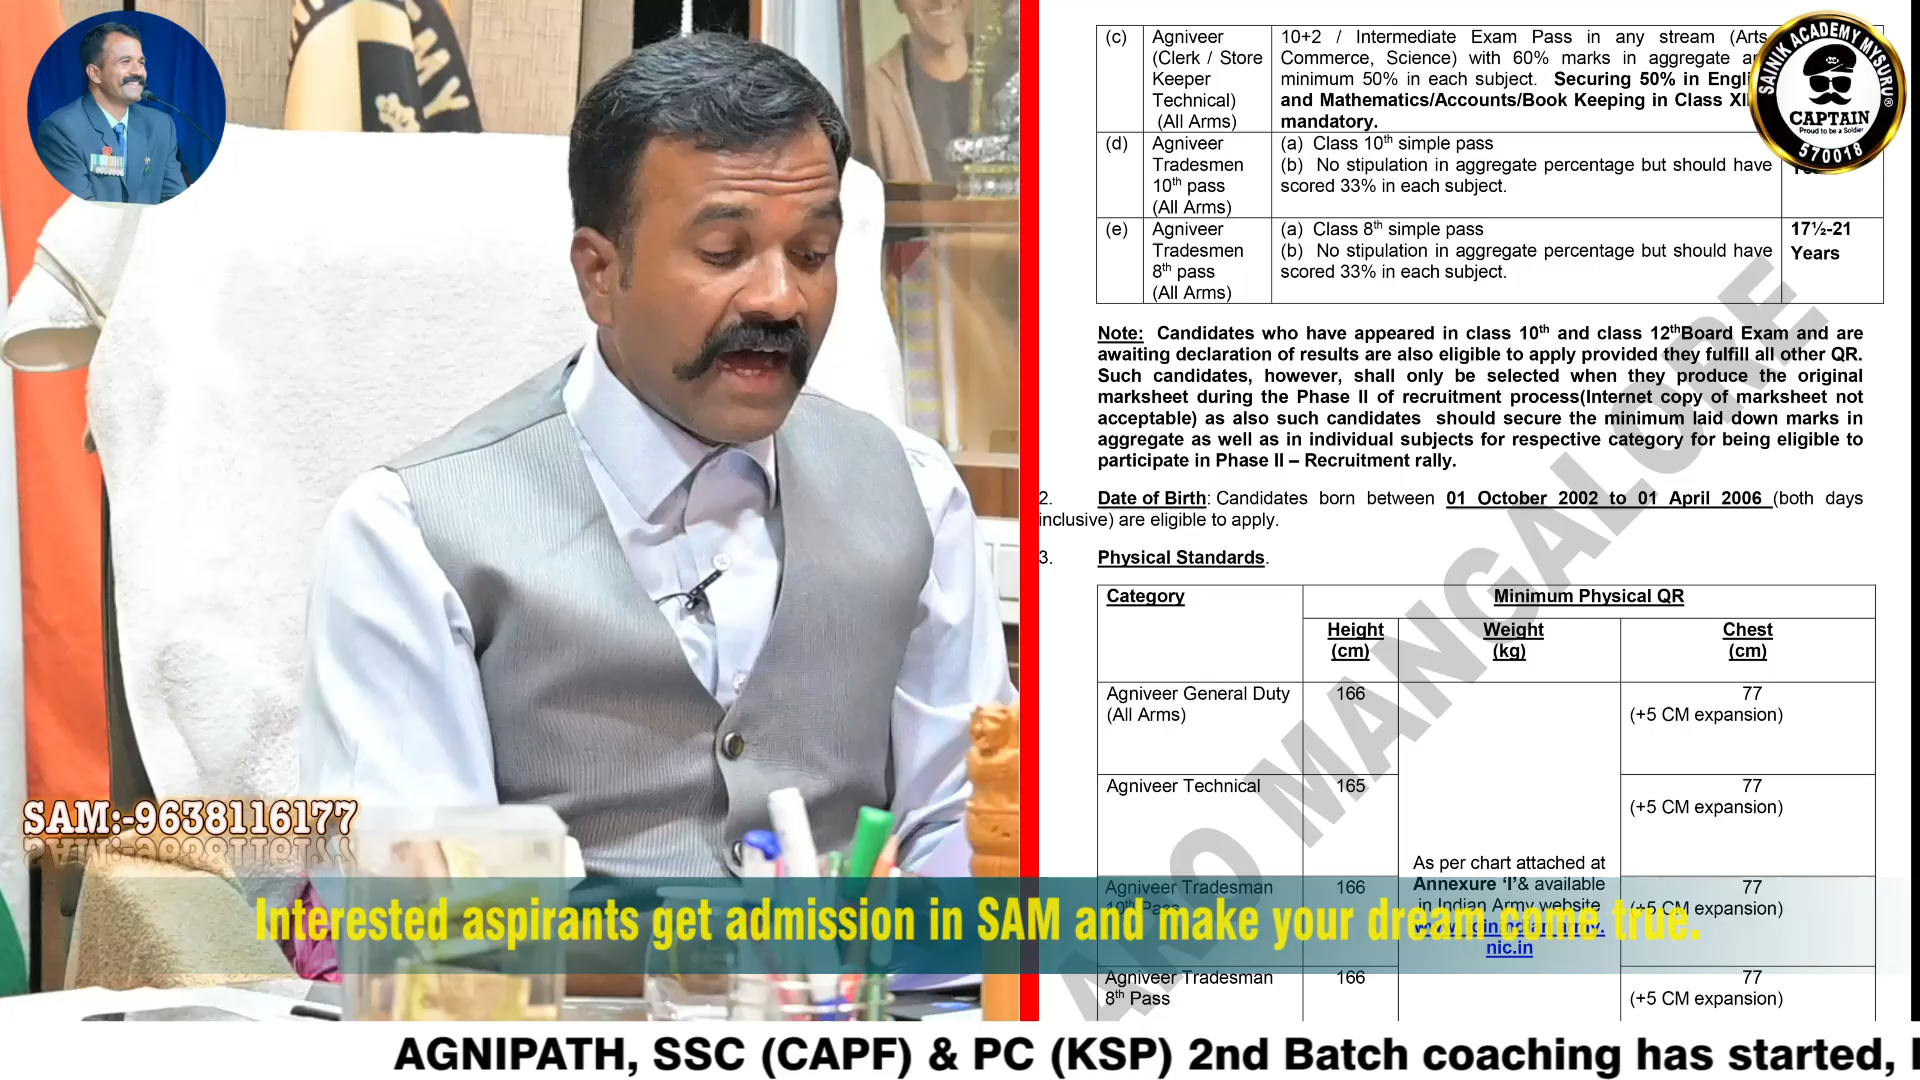 (c)
Agniveer
(Clerk / Store
Keeper
Technical)
(All Arms)
10+2 / Intermediate Exam Pass in any stream (Arts
Commerce, Science) with 60% marks in aggregate
minimum 50% in each subject. Securing 50% in
and Mathematics/Accounts/Book Keeping in Class
mandatory.
(d)
Agniveer
Tradesmen
10th pass
(All Arms)
(a) Class 10th simple pass
(b) No stipulation in aggregate percentage but should have
scored 33% in each subject.
(e)
Agniveer
Tradesmen
8th pass
(All Arms)
(a) Class 8th simple pass
(b) No stipulation in aggregate percentage but should have
scored 33% in each subject.
17½-21
Years
SAINIK ACADEMY MYSURU®
CAPTAIN
Proud to be a Soldier
570018
Note: Candidates who have appeared in class 10th and class 12thBoard Exam and are
awaiting declaration of results are also eligible to apply provided they fulfill all other QR.
Such candidates, however, shall only be selected when they produce the original
marksheet during the Phase II of recruitment process(Internet copy of marksheet not
acceptable) as also such candidates should secure the minimum laid down marks in
aggregate as well as in individual subjects for respective category for being eligible to
participate in Phase II – Recruitment rally.
2. Date of Birth: Candidates born between 01 October 2002 to 01 April 2006 (both days
inclusive) are eligible to apply.
3. Physical Standards.
Category
Minimum Physical QR
Height
(cm)
Weight
(kg)
Chest
(cm)
Agniveer General Duty
(All Arms)
166
77
(+5 CM expansion)
Agniveer Technical
165
77
(+5 CM expansion)
As per chart attached at
Annexure ‘I’& available
in Indian Army website
nic.in
Agniveer Tradesman
10th Pass
166
77
(+5 CM expansion)
Agniveer Tradesman
8th Pass
166
77
(+5 CM expansion)
ARO MANGALORE
SAM:-9638116177
Interested aspirants get admission in SAM and make your dream come true.
AGNIPATH, SSC (CAPF) & PC (KSP) 2nd Batch coaching has started,